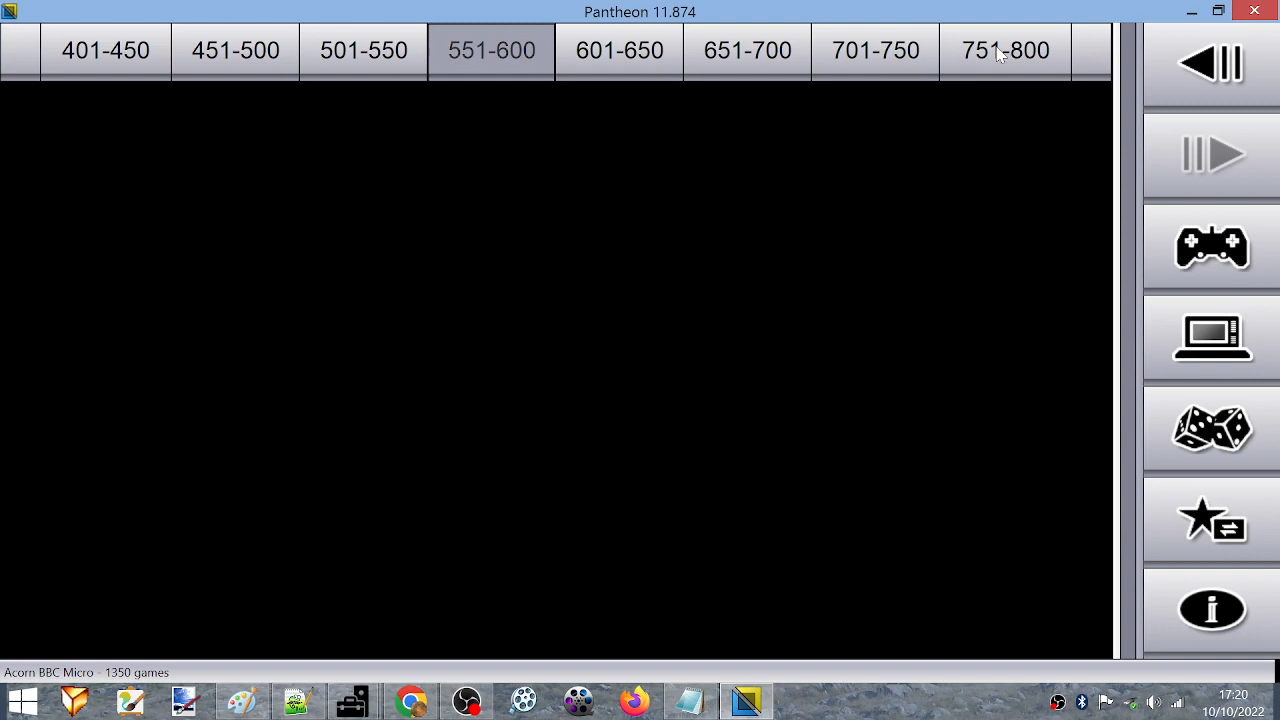 Pantheon 11.874
401-450 451-500 501-550 551-600 601-650 651-700 701-750 751-800
Acorn BBC Micro - 1350 games
17:20
10/10/2022